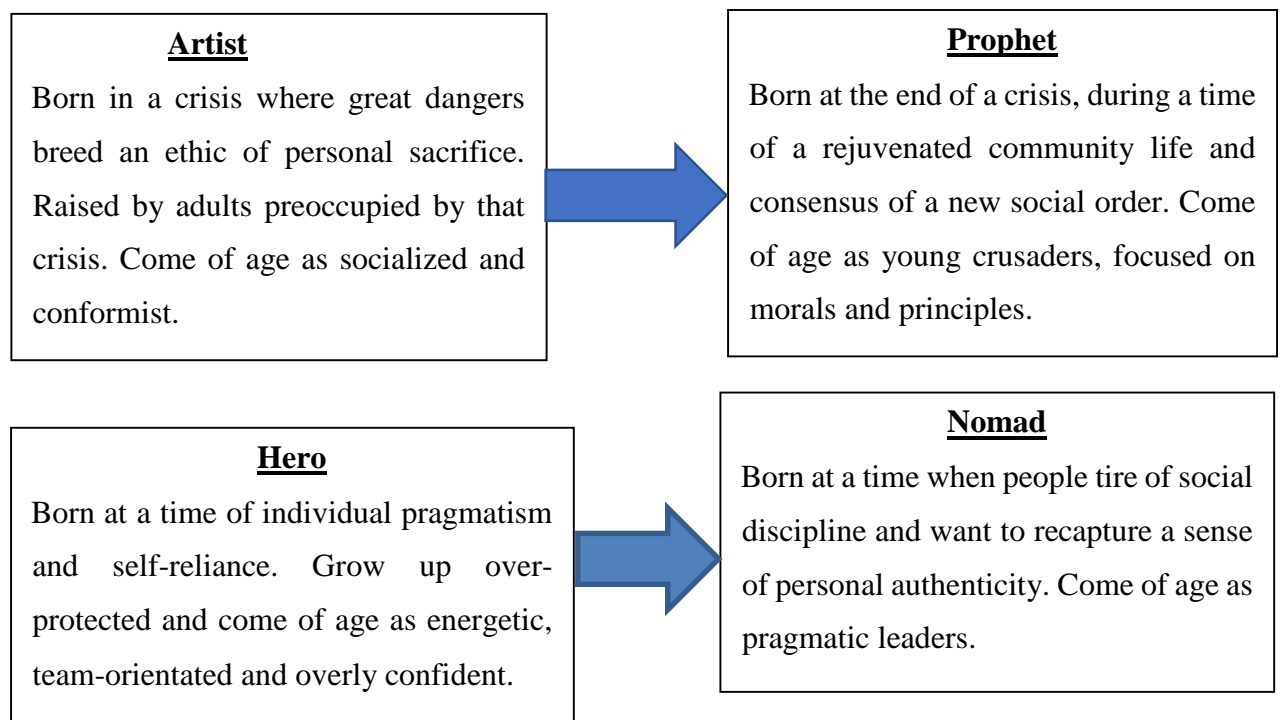 Artist
Born in a crisis where great dangers
breed an ethic of personal sacrifice.
Raised by adults preoccupied by that
crisis. Come of age as socialized and
conformist.
Prophet
Born at the end of a crisis, during a time
of a rejuvenated community life and
consensus of a new social order. Come
of age as young crusaders, focused on
morals and principles.
Hero
Born at a time of individual pragmatism
and self-reliance. Grow up over-
protected and come of age as energetic,
team-orientated and overly confident.
Nomad
Born at a time when people tire of social
discipline and want to recapture a sense
of personal authenticity. Come of age as
pragmatic leaders.